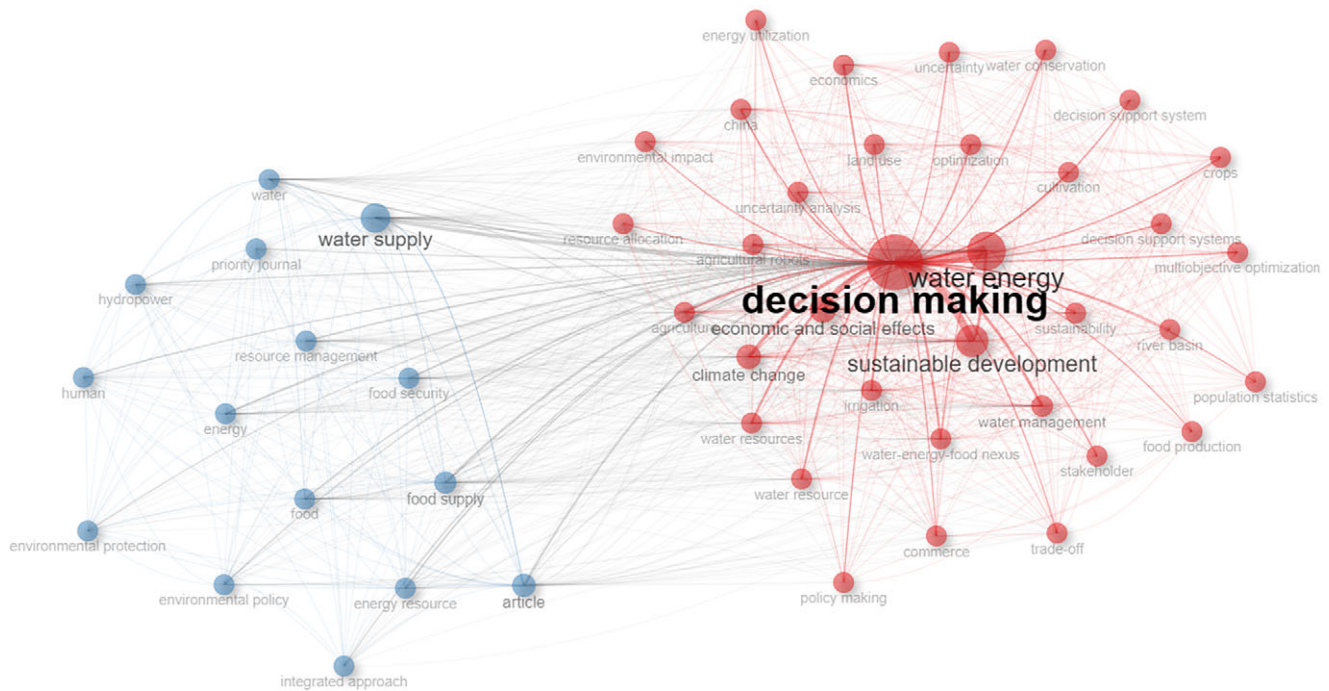 energy utilization
economics
uncertainty
water conservation
china
decision support system
environmental impact
land use
optimization
crops
cultivation
water
uncertainty analysis
water supply
resource allocation
decision support systems
priority journal
agricultural robots
multiobjective optimization
water energy
hydropower
decision making
agriculture
economic and social effects
sustainability
resource management
river basin
climate change
sustainable development
human
food security
population statistics
irrigation
energy
water management
water resources
water-energy-food nexus
food production
stakeholder
food supply
water resource
food
environmental protection
commerce
trade-off
environmental policy
energy resource
article
policy making
integrated approach